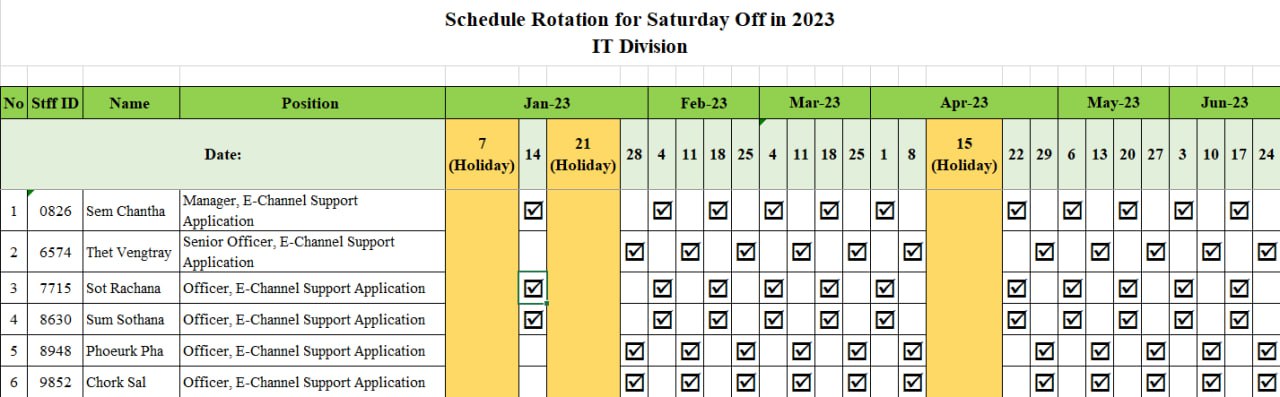 Schedule Rotation for Saturday Off in 2023
IT Division
No Stff ID Name Position Jan-23 Feb-23 Mar-23 Apr-23 May-23 Jun-23
Date: 7 (Holiday) 14 21 (Holiday) 28 4 11 18 25 4 11 18 25 1 8 15 (Holiday) 22 29 6 13 20 27 3 10 17 24
1 0826 Sem Chantha Manager, E-Channel Support Application ☑ ☑ ☑ ☑ ☑ ☑ ☑ ☑ ☑ ☑ ☑
2 6574 Thet Vengtray Senior Officer, E-Channel Support Application ☑ ☑ ☑ ☑ ☑ ☑ ☑ ☑ ☑ ☑ ☑
3 7715 Sot Rachana Officer, E-Channel Support Application ☑ ☑ ☑ ☑ ☑ ☑ ☑ ☑ ☑ ☑ ☑
4 8630 Sum Sothana Officer, E-Channel Support Application ☑ ☑ ☑ ☑ ☑ ☑ ☑ ☑ ☑ ☑ ☑
5 8948 Phoeurk Pha Officer, E-Channel Support Application ☑ ☑ ☑ ☑ ☑ ☑ ☑ ☑ ☑ ☑ ☑
6 9852 Chork Sal Officer, E-Channel Support Application ☑ ☑ ☑ ☑ ☑ ☑ ☑ ☑ ☑ ☑ ☑